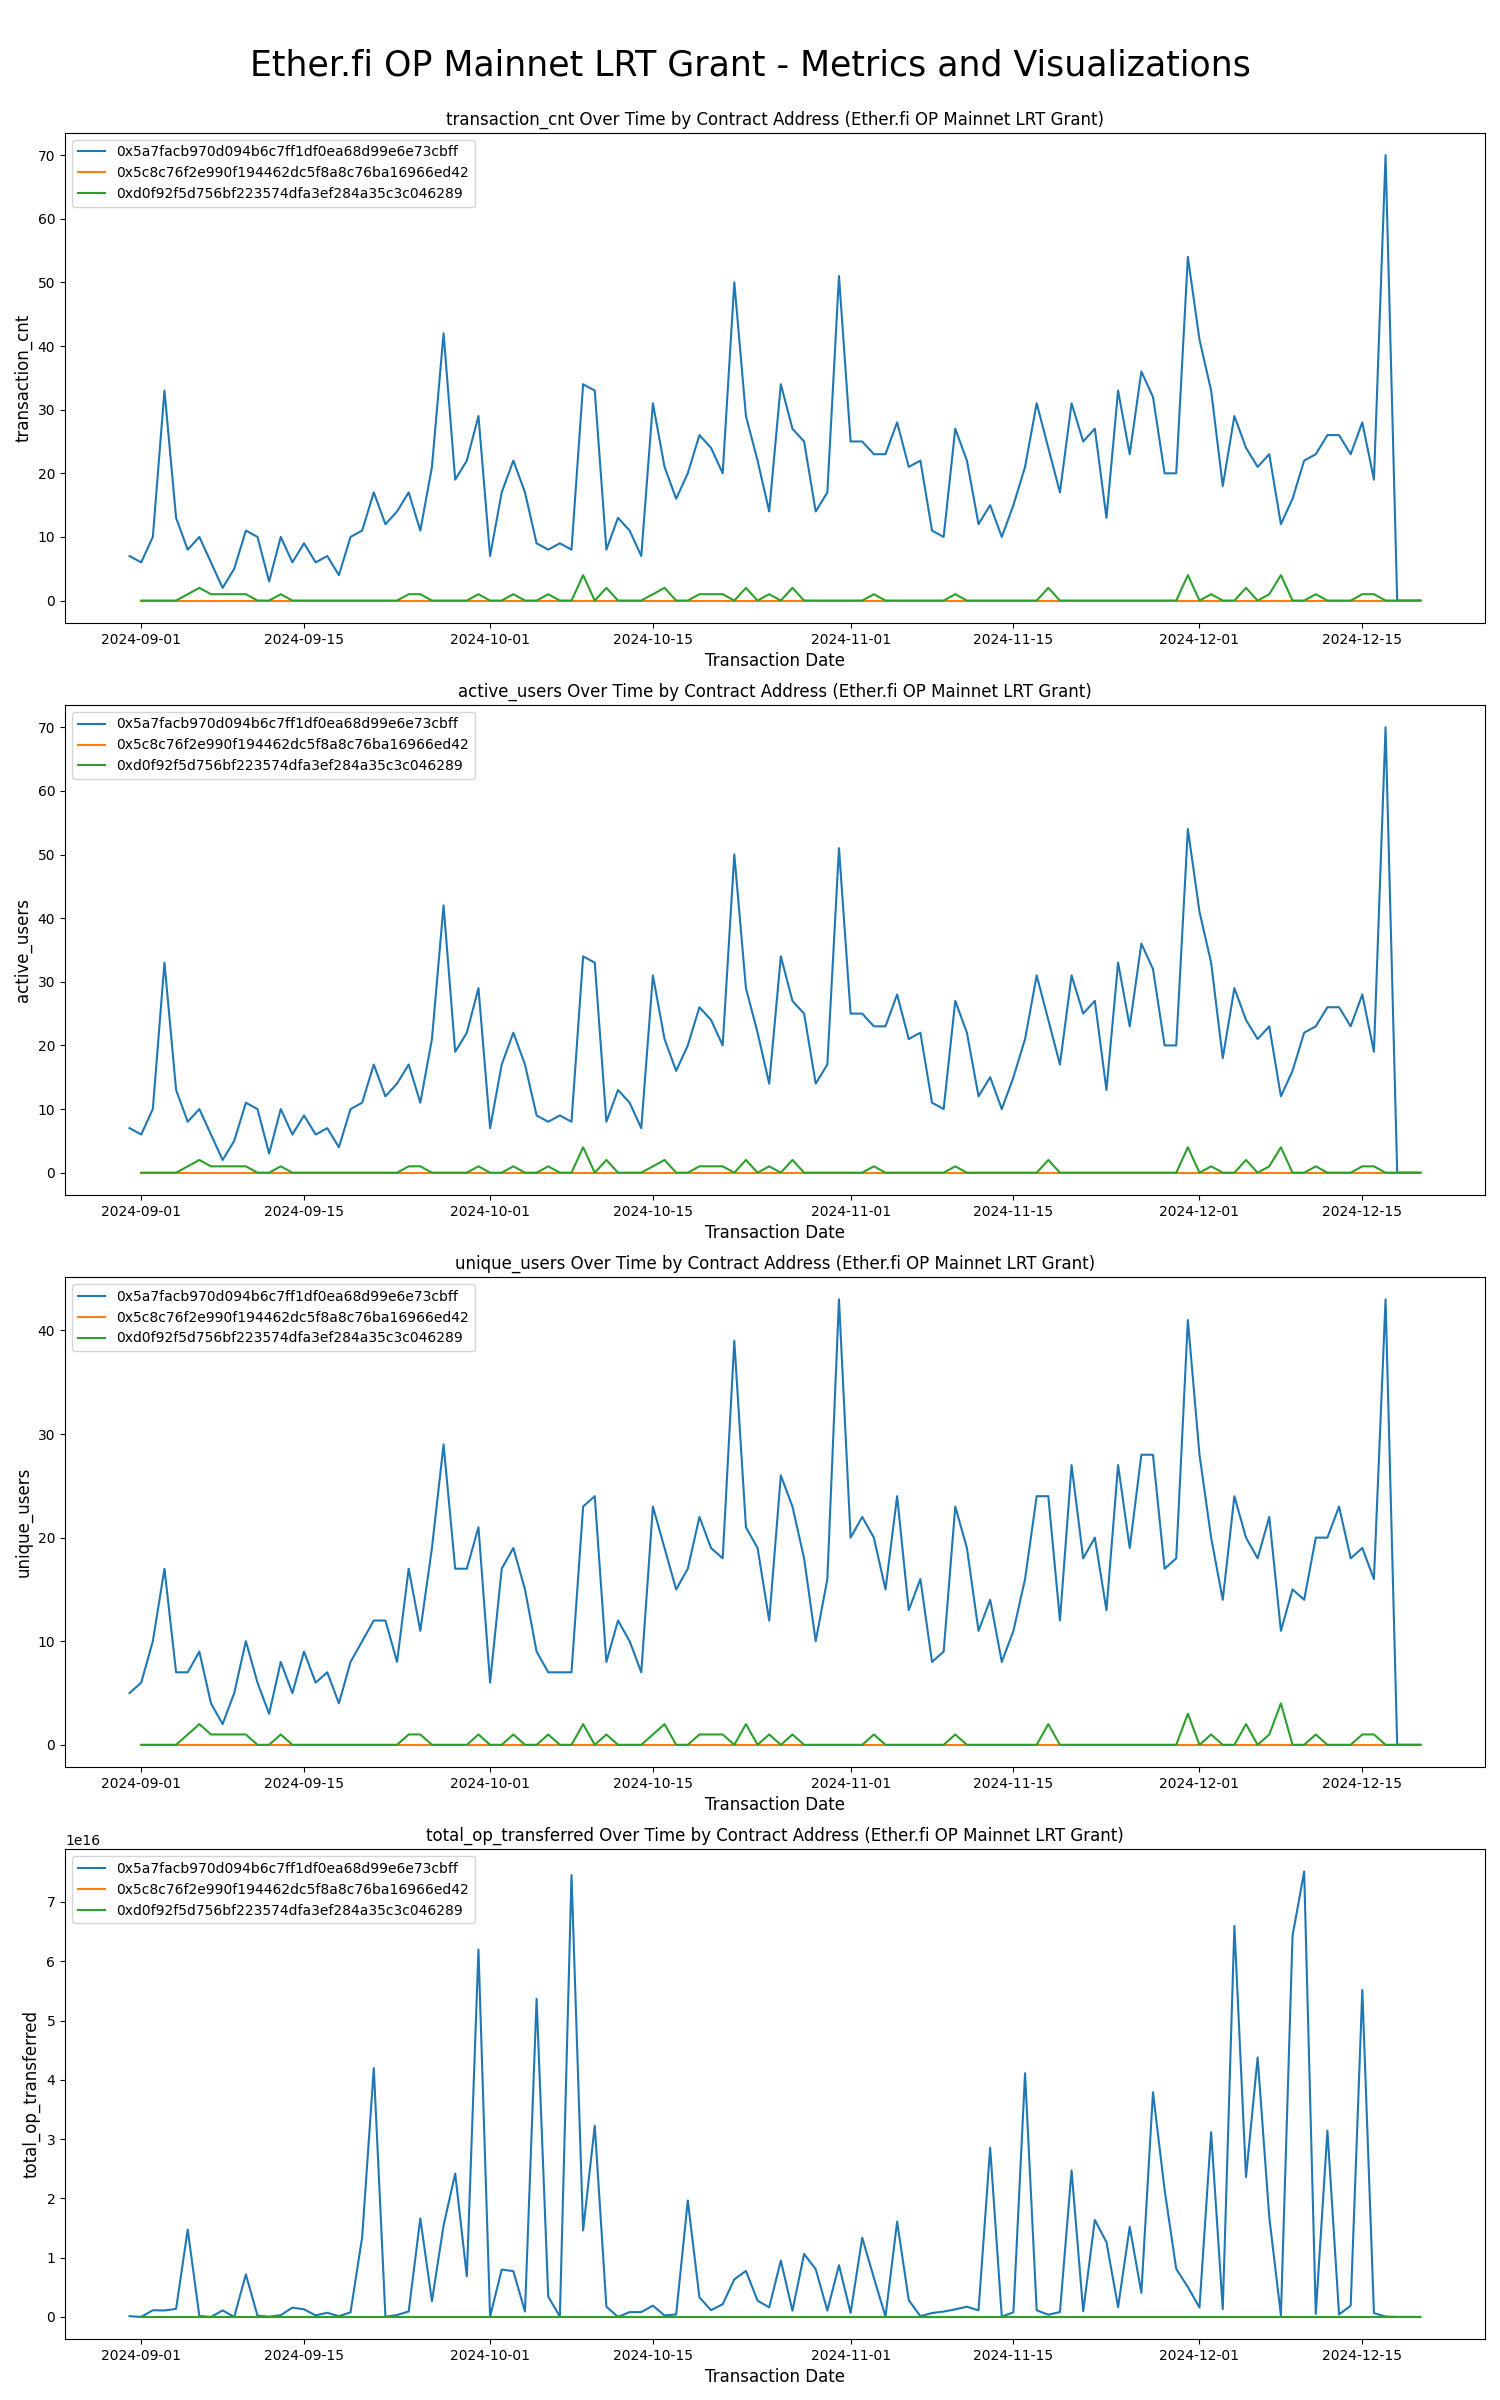 Ether.fi OP Mainnet LRT Grant - Metrics and Visualizations
transaction_cnt Over Time by Contract Address (Ether.fi OP Mainnet LRT Grant)
0x5a7facb970d094b6c7ff1df0ea68d99e6e73cbff
0x5c8c76f2e990f194462dc5f8a8c76ba16966ed42
0xd0f92f5d756bf223574dfa3ef284a35c3c046289
transaction_cnt
70
60
50
40
30
20
10
0
2024-09-01 2024-09-15 2024-10-01 2024-10-15 2024-11-01 2024-11-15 2024-12-01 2024-12-15
Transaction Date
active_users Over Time by Contract Address (Ether.fi OP Mainnet LRT Grant)
0x5a7facb970d094b6c7ff1df0ea68d99e6e73cbff
0x5c8c76f2e990f194462dc5f8a8c76ba16966ed42
0xd0f92f5d756bf223574dfa3ef284a35c3c046289
active_users
70
60
50
40
30
20
10
0
2024-09-01 2024-09-15 2024-10-01 2024-10-15 2024-11-01 2024-11-15 2024-12-01 2024-12-15
Transaction Date
unique_users Over Time by Contract Address (Ether.fi OP Mainnet LRT Grant)
0x5a7facb970d094b6c7ff1df0ea68d99e6e73cbff
0x5c8c76f2e990f194462dc5f8a8c76ba16966ed42
0xd0f92f5d756bf223574dfa3ef284a35c3c046289
unique_users
40
30
20
10
0
2024-09-01 2024-09-15 2024-10-01 2024-10-15 2024-11-01 2024-11-15 2024-12-01 2024-12-15
Transaction Date
total_op_transferred Over Time by Contract Address (Ether.fi OP Mainnet LRT Grant)
1e16
0x5a7facb970d094b6c7ff1df0ea68d99e6e73cbff
0x5c8c76f2e990f194462dc5f8a8c76ba16966ed42
0xd0f92f5d756bf223574dfa3ef284a35c3c046289
total_op_transferred
7
6
5
4
3
2
1
0
2024-09-01 2024-09-15 2024-10-01 2024-10-15 2024-11-01 2024-11-15 2024-12-01 2024-12-15
Transaction Date